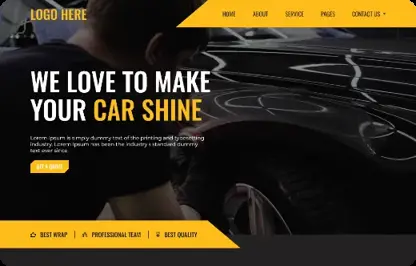 LOGO HERE
HOME ABOUT SERVICE PAGES CONTACT US
WE LOVE TO MAKE
YOUR CAR SHINE
Lorem Ipsum is simply dummy text of the printing and typesetting
industry. Lorem Ipsum has been the industry's standard dummy
text ever since.
GET A QUOTE
BEST WRAP PROFESSIONAL TEAM BEST QUALITY